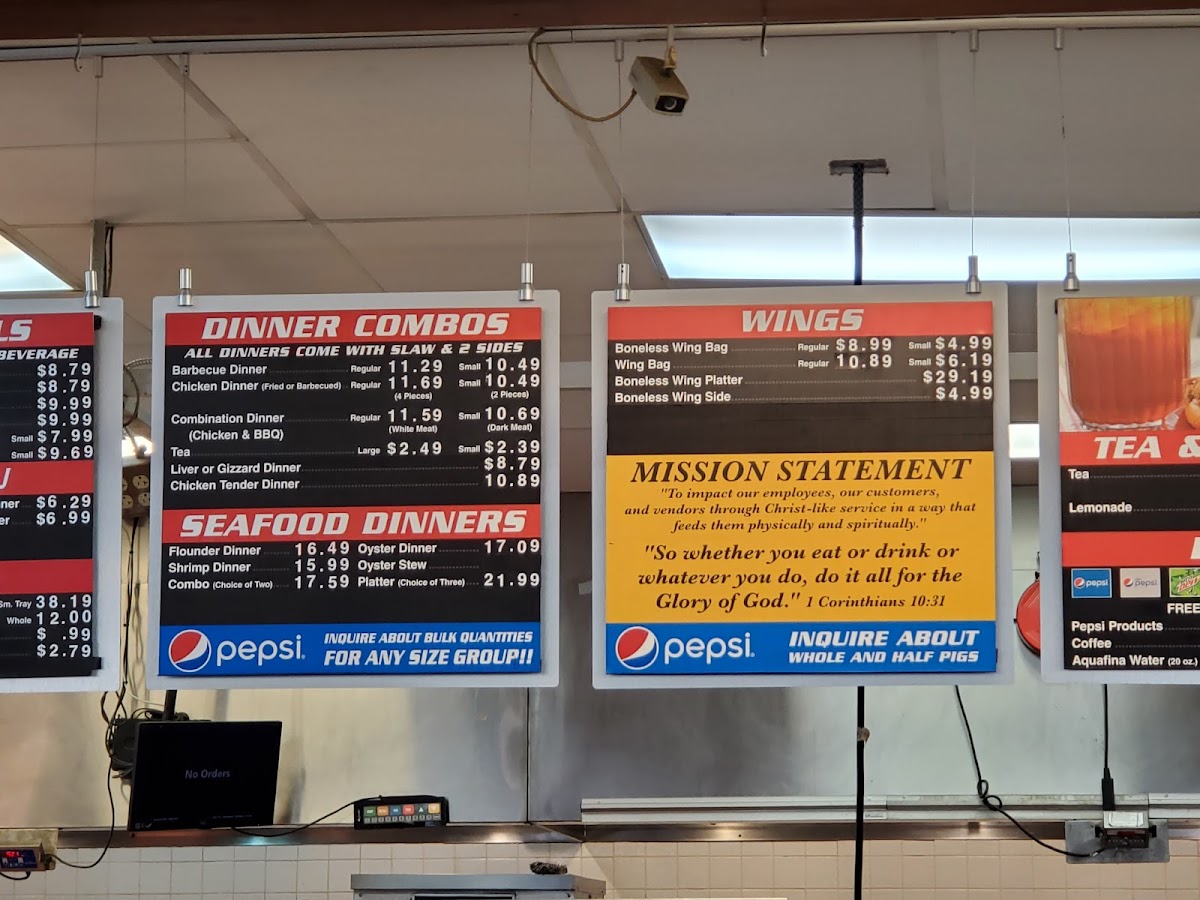 LS
BEVERAGE
$8.79
$8.79
$9.99
$9.99
Small $7.99
Small $9.69
$6.29
$6.99
Sm. Tray 38.19
Whole 12.00
$ .99
$2.79
DINNER COMBOS
ALL DINNERS COME WITH SLAW & 2 SIDES
Barbecue Dinner Regular 11.29 Small 10.49
Chicken Dinner (Fried or Barbecued) Regular 11.69 Small 10.49
(4 Pieces) (2 Pieces)
Combination Dinner Regular 11.59 Small 10.69
(Chicken & BBQ) (White Meat) (Dark Meat)
Tea Large $2.49 Small $2.39
Liver or Gizzard Dinner $8.79
Chicken Tender Dinner 10.89
SEAFOOD DINNERS
Flounder Dinner 16.49 Oyster Dinner 17.09
Shrimp Dinner 15.99 Oyster Stew
Combo (Choice of Two) 17.59 Platter (Choice of Three) 21.99
pepsi.
INQUIRE ABOUT BULK QUANTITIES
FOR ANY SIZE GROUP!!
WINGS
Boneless Wing Bag Regular $8.99 Small $4.99
Wing Bag Regular 10.89 Small $6.19
Boneless Wing Platter $29.19
Boneless Wing Side $4.99
MISSION STATEMENT
"To impact our employees, our customers,
and vendors through Christ-like service in a way that
feeds them physically and spiritually."
"So whether you eat or drink or
whatever you do, do it all for the
Glory of God." 1 Corinthians 10:31
pepsi.
INQUIRE ABOUT
WHOLE AND HALF PIGS
TEA &
Tea
Lemonade
pepsi pepsi
FREE
Pepsi Products
Coffee
Aquafina Water (20 oz.)
No Orders